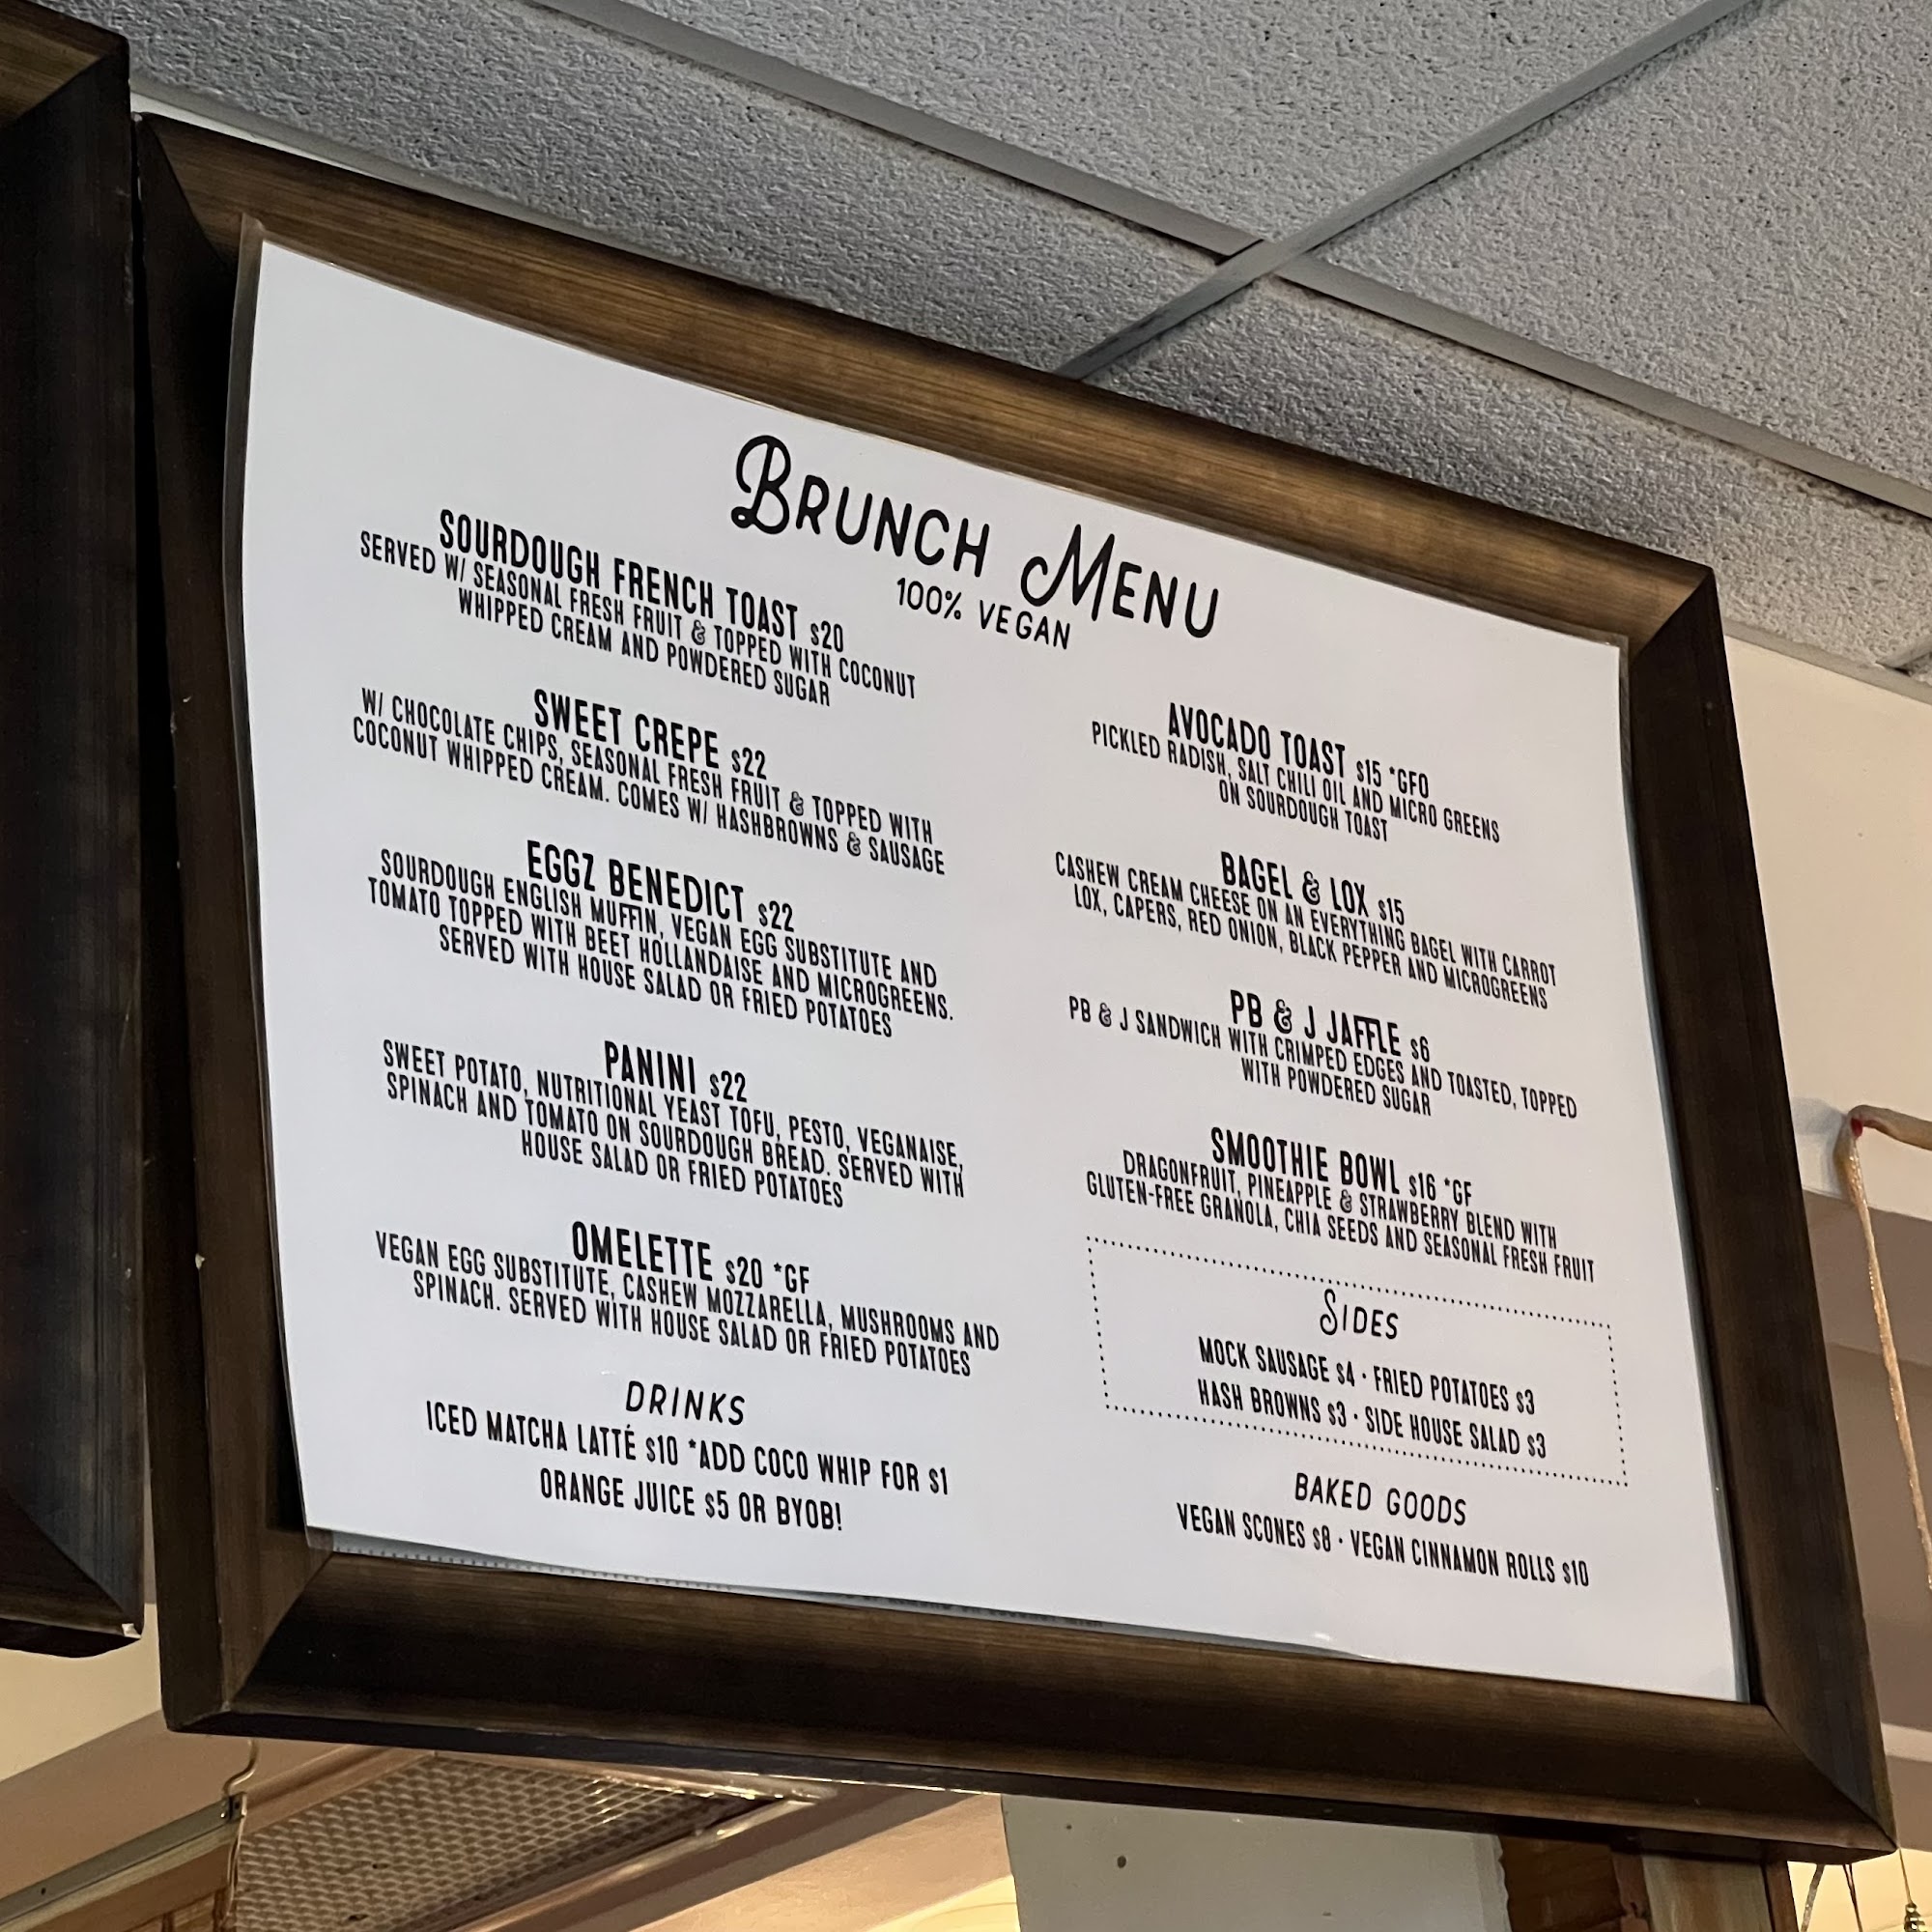 BRUNCH MENU
100% VEGAN
SOURDOUGH FRENCH TOAST $20
SERVED W/ SEASONAL FRESH FRUIT & TOPPED WITH COCONUT
WHIPPED CREAM AND POWDERED SUGAR
SWEET CREPE $22
W/ CHOCOLATE CHIPS, SEASONAL FRESH FRUIT & TOPPED WITH
COCONUT WHIPPED CREAM. COMES W/ HASHBROWNS & SAUSAGE
EGGZ BENEDICT $22
SOURDOUGH ENGLISH MUFFIN, VEGAN EGG SUBSTITUTE AND
TOMATO TOPPED WITH BEET HOLLANDAISE AND MICROGREENS.
SERVED WITH HOUSE SALAD OR FRIED POTATOES
PANINI $22
SWEET POTATO, NUTRITIONAL YEAST TOFU, PESTO, VEGANAISE,
SPINACH AND TOMATO ON SOURDOUGH BREAD. SERVED WITH
HOUSE SALAD OR FRIED POTATOES
OMELETTE $20 *GF
VEGAN EGG SUBSTITUTE, CASHEW MOZZARELLA, MUSHROOMS AND
SPINACH. SERVED WITH HOUSE SALAD OR FRIED POTATOES
DRINKS
ICED MATCHA LATTÉ $10 *ADD COCO WHIP FOR $1
ORANGE JUICE $5 OR BYOB!
AVOCADO TOAST $15 *GFO
PICKLED RADISH, SALT CHILI OIL AND MICRO GREENS
ON SOURDOUGH TOAST
BAGEL & LOX $15
CASHEW CREAM CHEESE ON AN EVERYTHING BAGEL WITH CARROT
LOX, CAPERS, RED ONION, BLACK PEPPER AND MICROGREENS
PB & J JAFFLE $6
PB & J SANDWICH WITH CRIMPED EDGES AND TOASTED, TOPPED
WITH POWDERED SUGAR
SMOOTHIE BOWL $16 *GF
DRAGONFRUIT, PINEAPPLE & STRAWBERRY BLEND WITH
GLUTEN-FREE GRANOLA, CHIA SEEDS AND SEASONAL FRESH FRUIT
SIDES
MOCK SAUSAGE $4 · FRIED POTATOES $3
HASH BROWNS $3 · SIDE HOUSE SALAD $3
BAKED GOODS
VEGAN SCONES $8 · VEGAN CINNAMON ROLLS $10